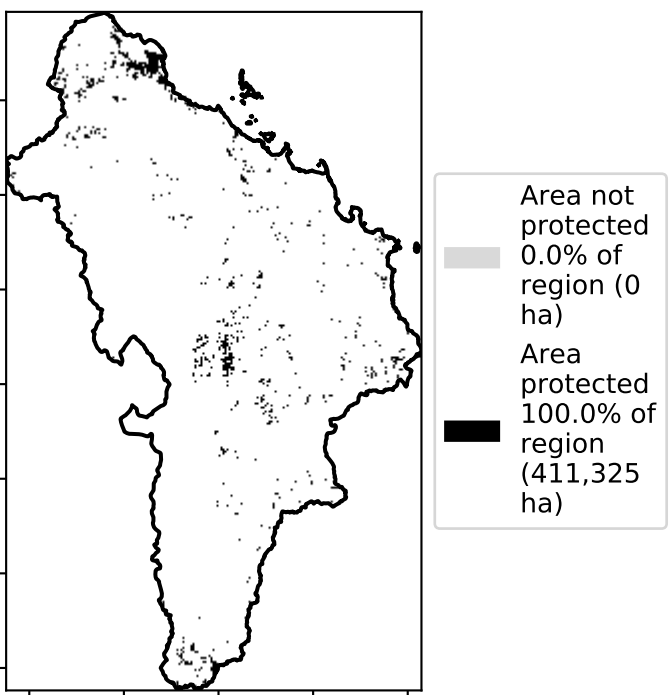 Area not
protected
0.0% of
region (0
ha)
Area
protected
100.0% of
region
(411,325
ha)